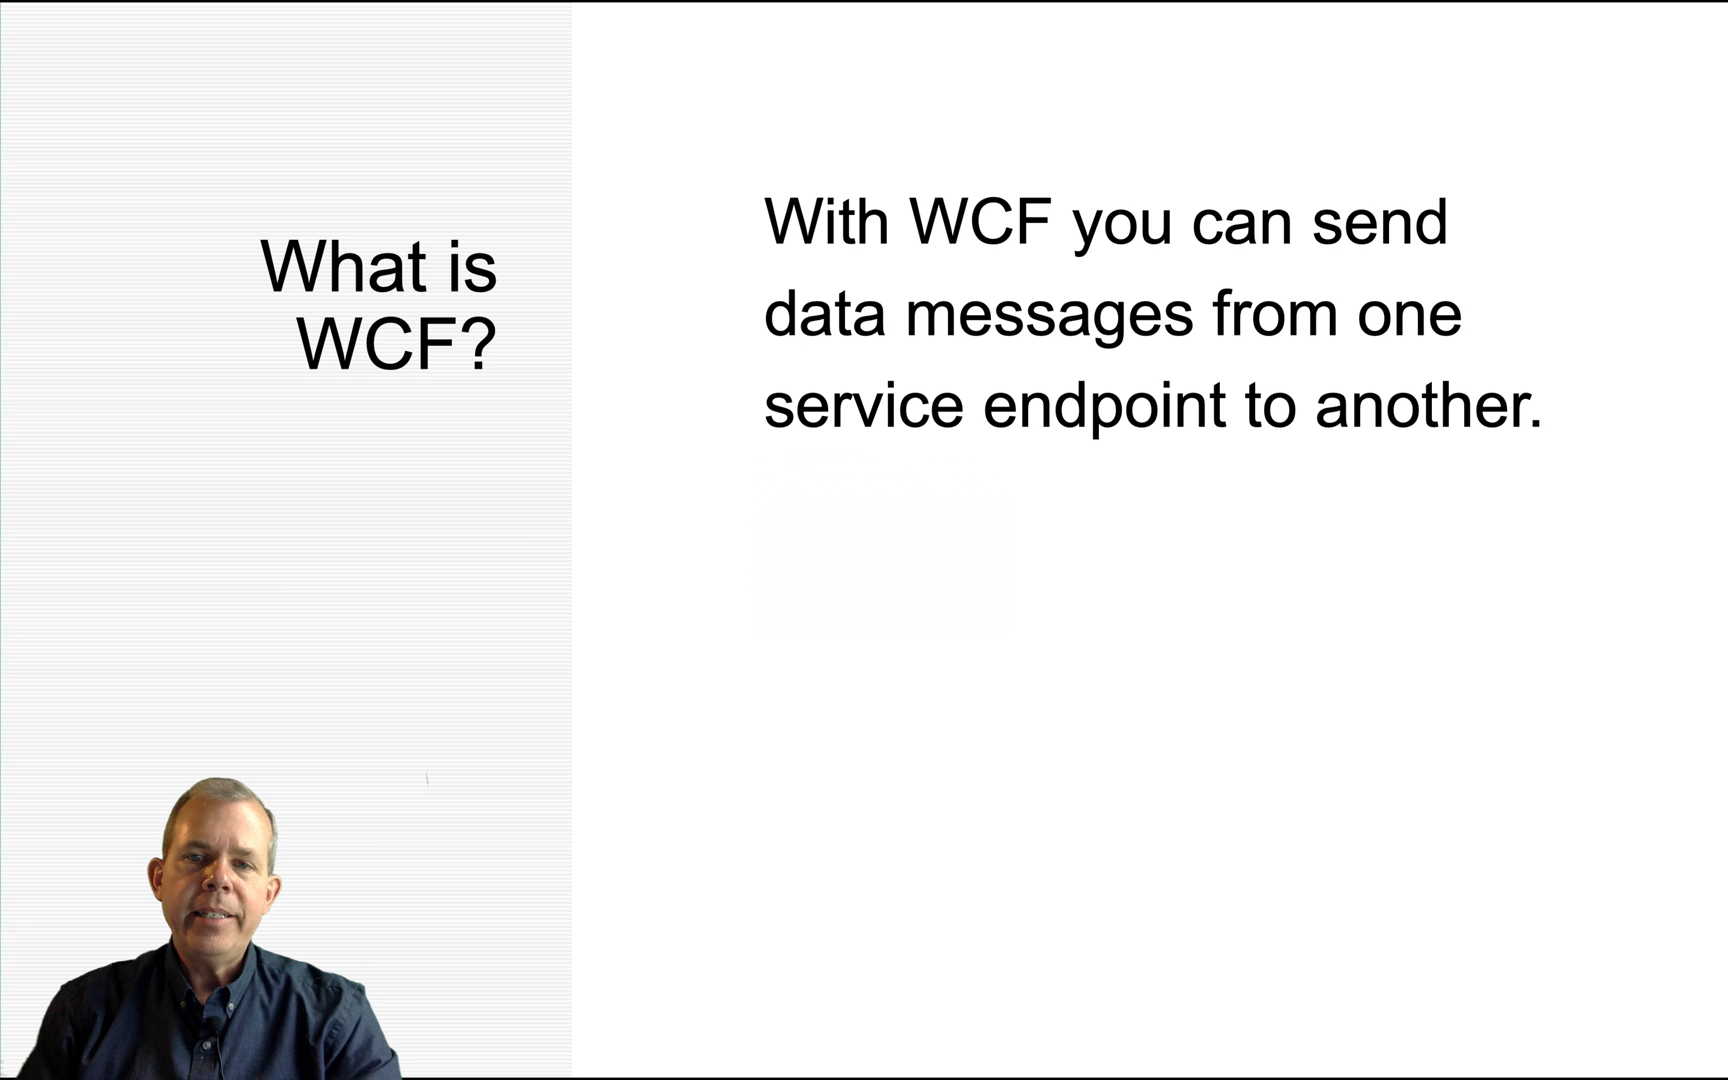 What is
WCF?
With WCF you can send
data messages from one
service endpoint to another.